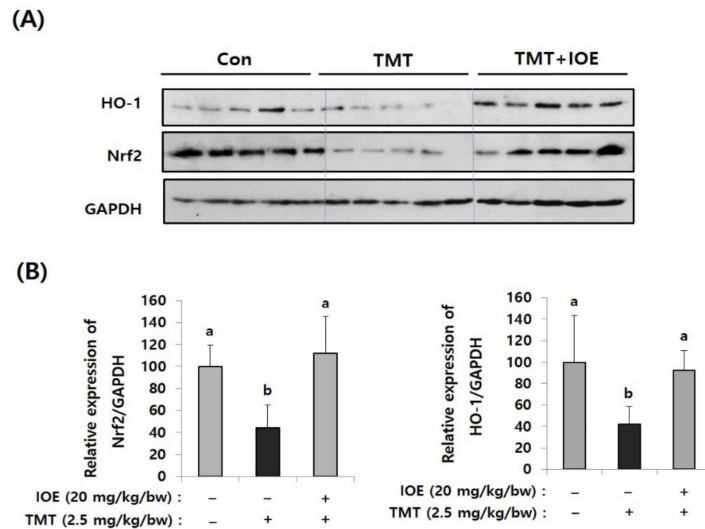 (A)
Con TMT TMT+IOE
HO-1
Nrf2
GAPDH
(B)
Relative expression of
Nrf2/GAPDH
160
140
120
100
80
60
40
20
0
a
b
a
IOE (20 mg/kg/bw) : – – +
TMT (2.5 mg/kg/bw) : – + +
Relative expression of
HO-1/GAPDH
160
140
120
100
80
60
40
20
0
a
b
a
IOE (20 mg/kg/bw) : – – +
TMT (2.5 mg/kg/bw) : – + +